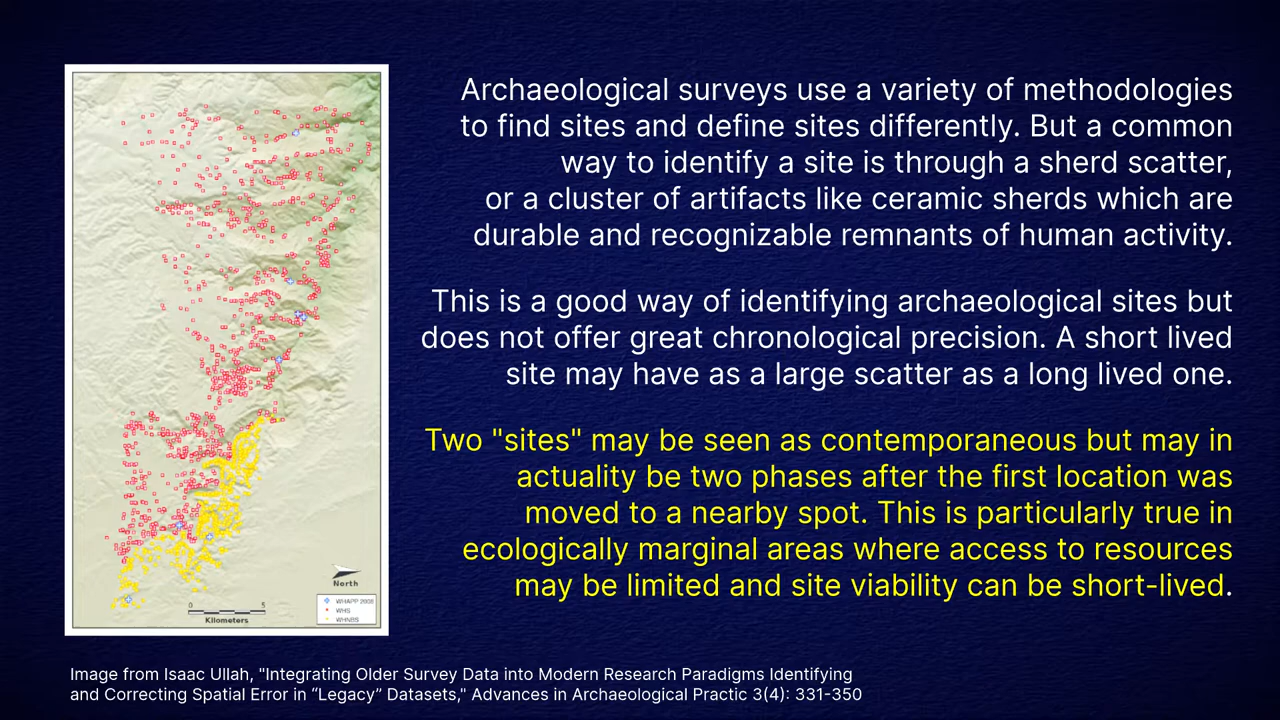 Archaeological surveys use a variety of methodologies
to find sites and define sites differently. But a common
way to identify a site is through a sherd scatter,
or a cluster of artifacts like ceramic sherds which are
durable and recognizable remnants of human activity.
This is a good way of identifying archaeological sites but
does not offer great chronological precision. A short lived
site may have as a large scatter as a long lived one.
Two "sites" may be seen as contemporaneous but may in
actuality be two phases after the first location was
moved to a nearby spot. This is particularly true in
ecologically marginal areas where access to resources
may be limited and site viability can be short-lived.
North
0 5
Kilometers
WHAPP 2008
WHS
WHNBS
Image from Isaac Ullah, "Integrating Older Survey Data into Modern Research Paradigms Identifying
and Correcting Spatial Error in “Legacy” Datasets," Advances in Archaeological Practic 3(4): 331-350